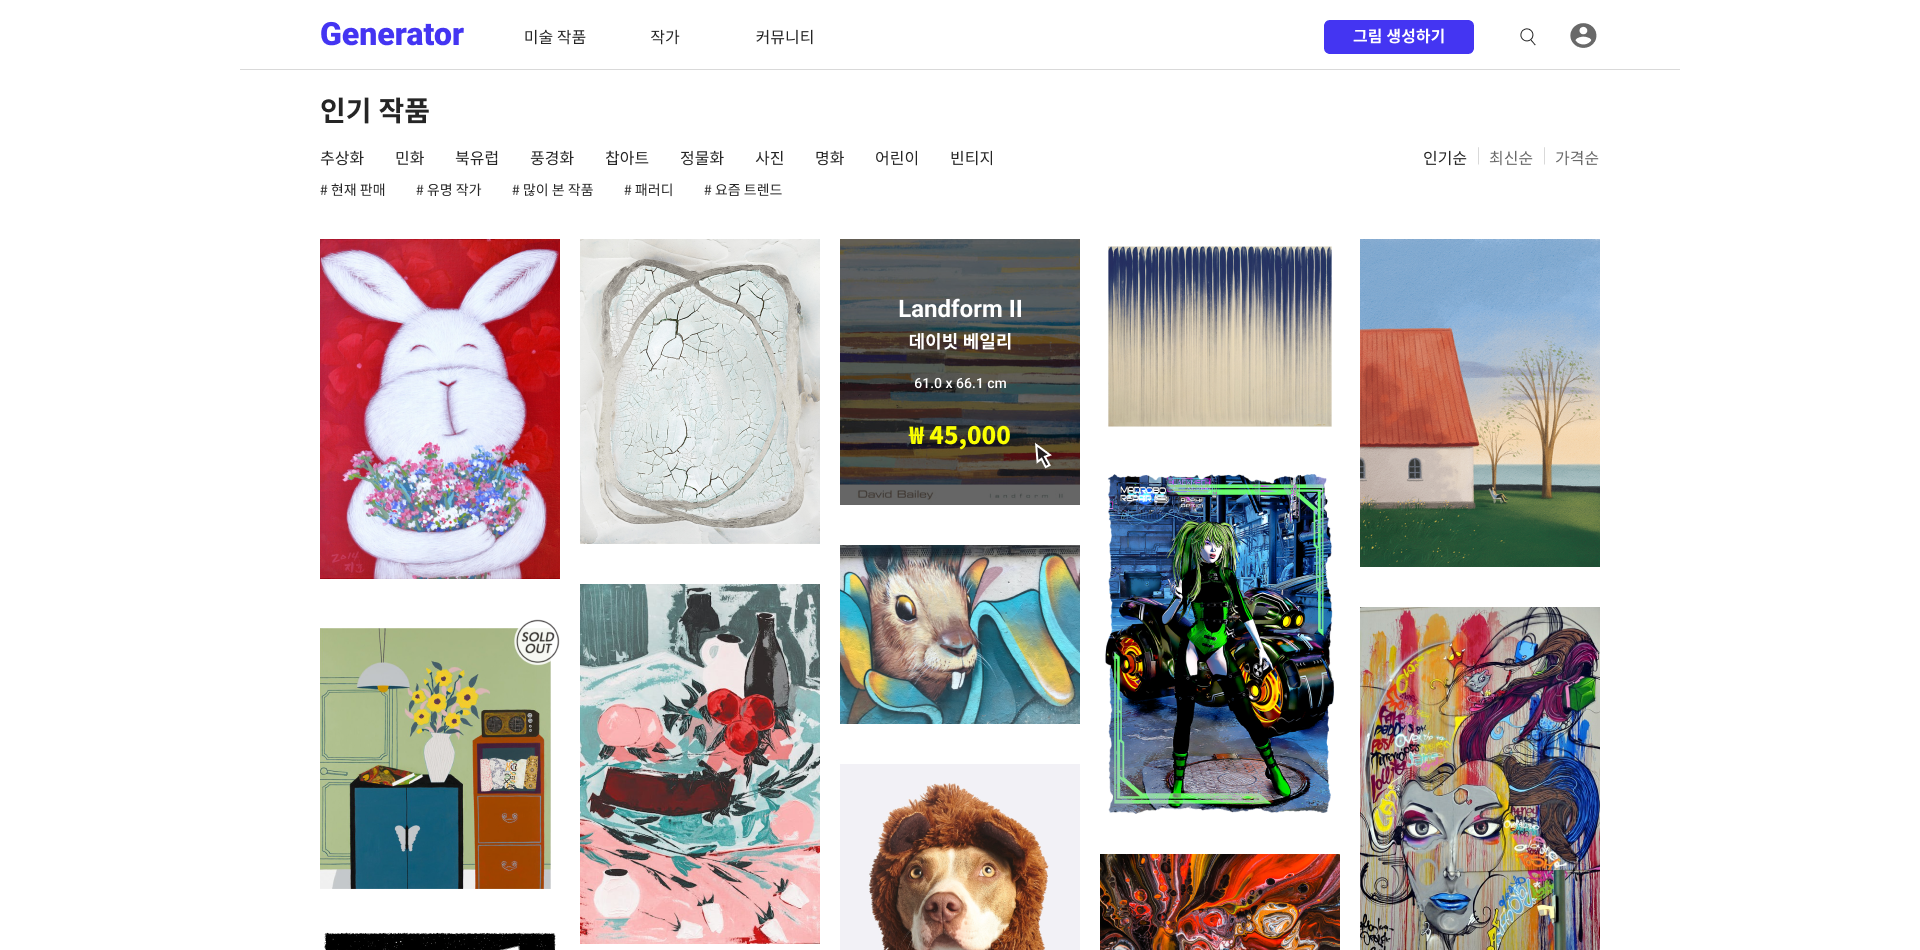 Generator 미술 작품 작가 커뮤니티 그림 생성하기
인기 작품
추상화 민화 북유럽 풍경화 찹아트 정물화 사진 명화 어린이 빈티지 인기순 최신순 가격순
# 현재 판매 # 유명 작가 # 많이 본 작품 # 패러디 # 요즘 트렌드
Landform II
데이빗 베일리
61.0 x 66.1 cm
₩ 45,000
David Bailey landform II
2014
SOLD
OUT